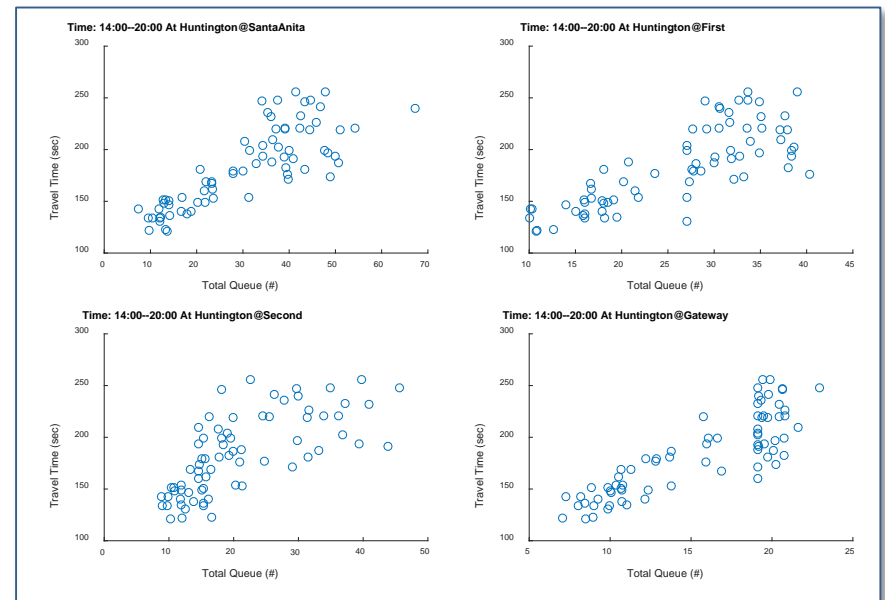 Time: 14:00--20:00 At Huntington@SantaAnita
300
250
200
150
100
Travel Time (sec)
0 10 20 30 40 50 60 70
Total Queue (#)
Time: 14:00--20:00 At Huntington@First
300
250
200
150
100
Travel Time (sec)
10 15 20 25 30 35 40 45
Total Queue (#)
Time: 14:00--20:00 At Huntington@Second
300
250
200
150
100
Travel Time (sec)
0 10 20 30 40 50
Total Queue (#)
Time: 14:00--20:00 At Huntington@Gateway
300
250
200
150
100
Travel Time (sec)
5 10 15 20 25
Total Queue (#)